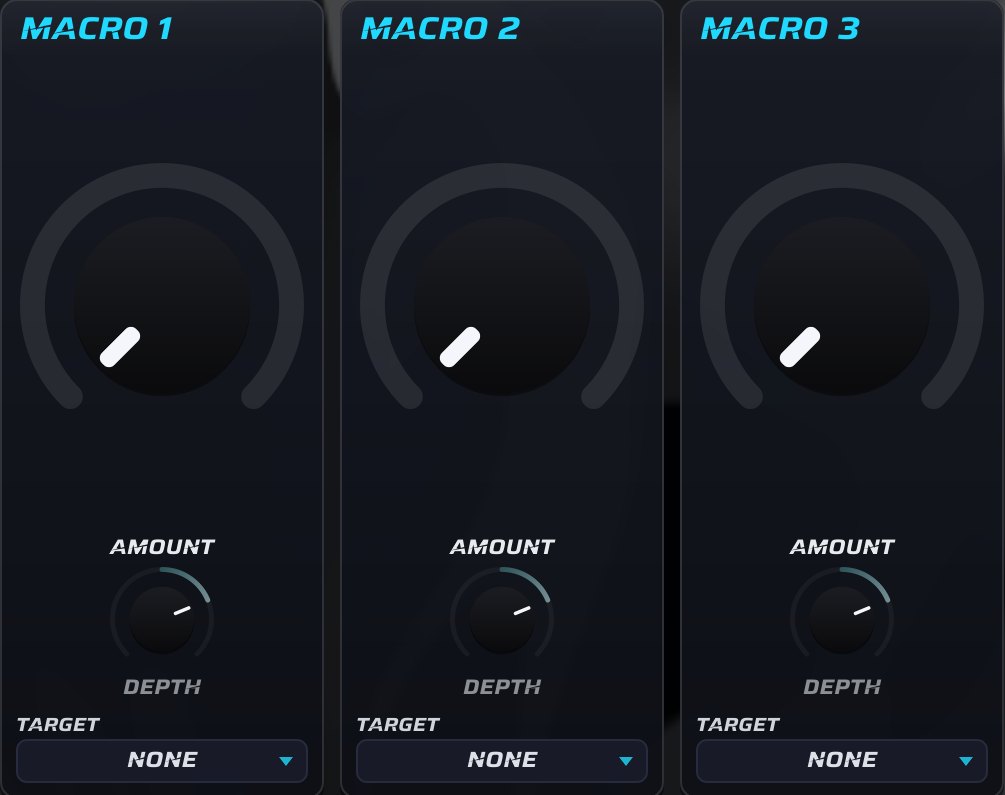 MACRO 1
MACRO 2
MACRO 3
AMOUNT
AMOUNT
AMOUNT
DEPTH
DEPTH
DEPTH
TARGET
TARGET
TARGET
NONE
NONE
NONE